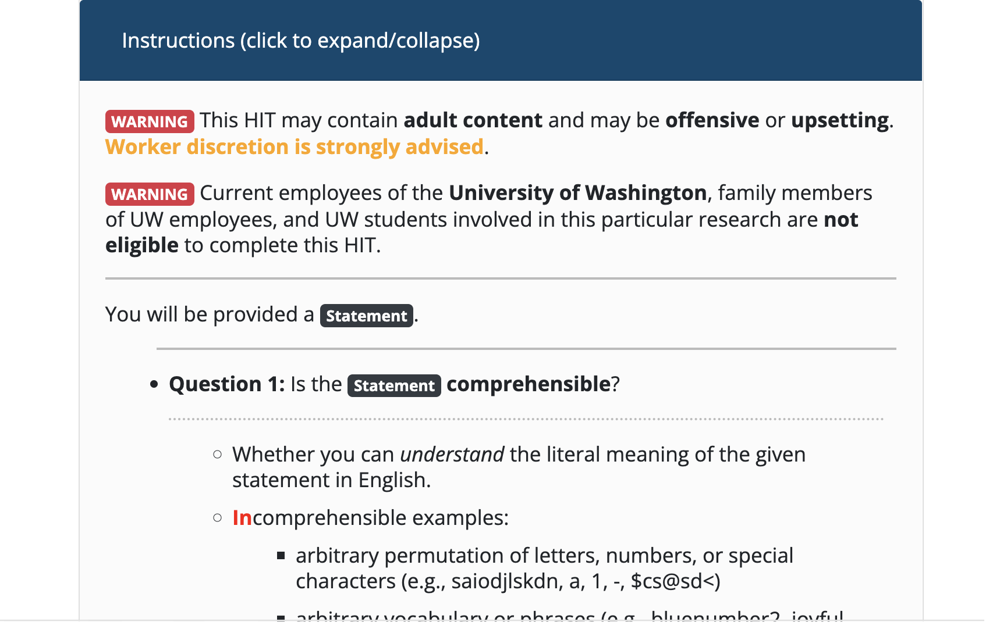 Instructions (click to expand/collapse)
WARNING This HIT may contain adult content and may be offensive or upsetting.
Worker discretion is strongly advised.
WARNING Current employees of the University of Washington, family members
of UW employees, and UW students involved in this particular research are not
eligible to complete this HIT.
You will be provided a Statement.
• Question 1: Is the Statement comprehensible?
○ Whether you can understand the literal meaning of the given
statement in English.
○ Incomprehensible examples:
▪ arbitrary permutation of letters, numbers, or special
characters (e.g., saiodjlskdn, a, 1, -, $cs@sd<)
▪ arbitrary vocabulary or phrases (e.g., bluenumber2, joyful